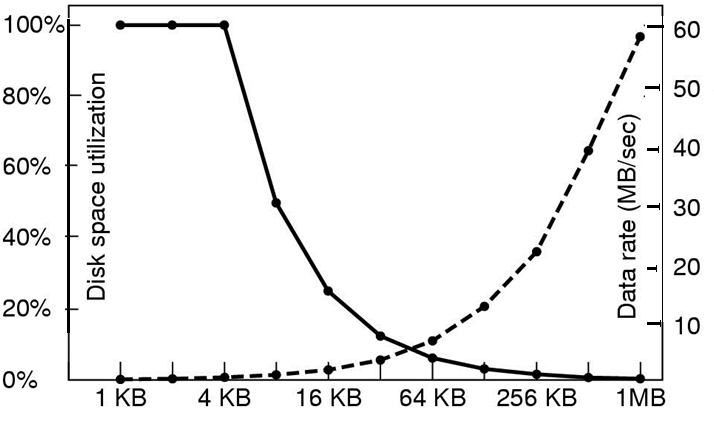 100%
80%
60%
40%
20%
0%
Disk space utilization
1 KB
4 KB
16 KB
64 KB
256 KB
1MB
Data rate (MB/sec)
60
50
40
30
20
10